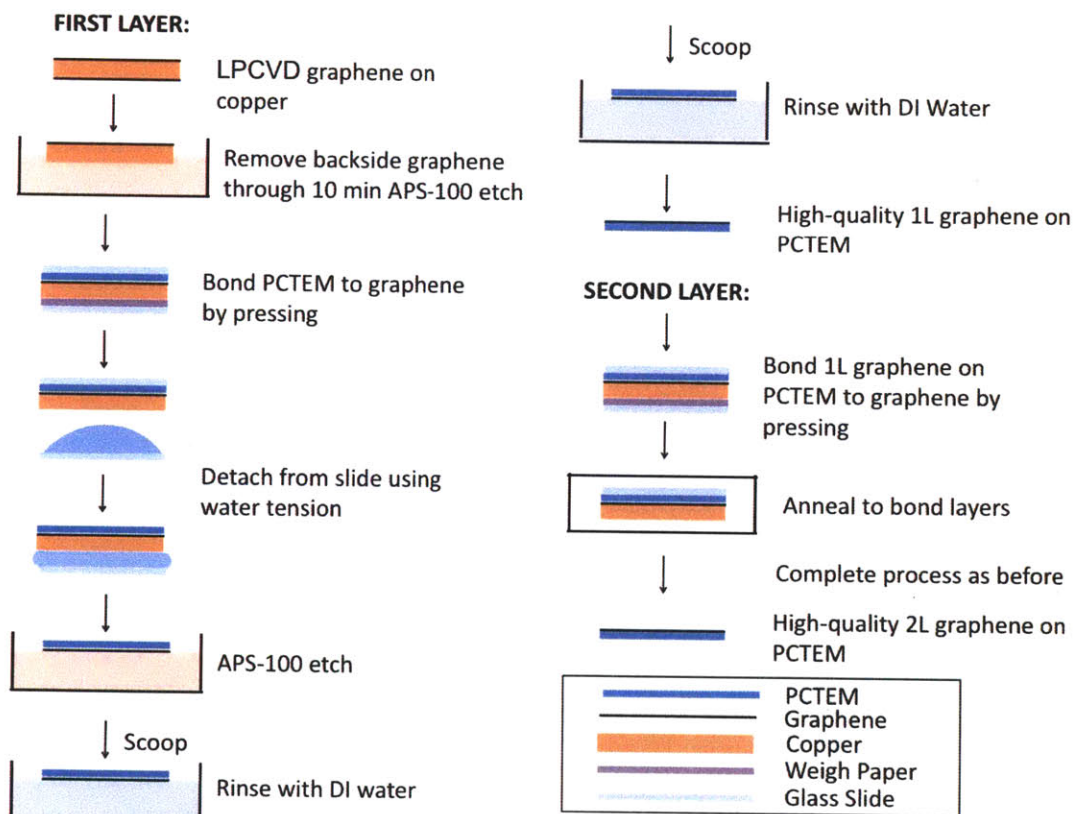 FIRST LAYER:
LPCVD graphene on
copper
Remove backside graphene
through 10 min APS-100 etch
Bond PCTEM to graphene
by pressing
Detach from slide using
water tension
APS-100 etch
Scoop
Rinse with DI water
Scoop
Rinse with DI Water
High-quality 1L graphene on
PCTEM
SECOND LAYER:
Bond 1L graphene on
PCTEM to graphene by
pressing
Anneal to bond layers
Complete process as before
High-quality 2L graphene on
PCTEM
PCTEM
Graphene
Copper
Weigh Paper
Glass Slide